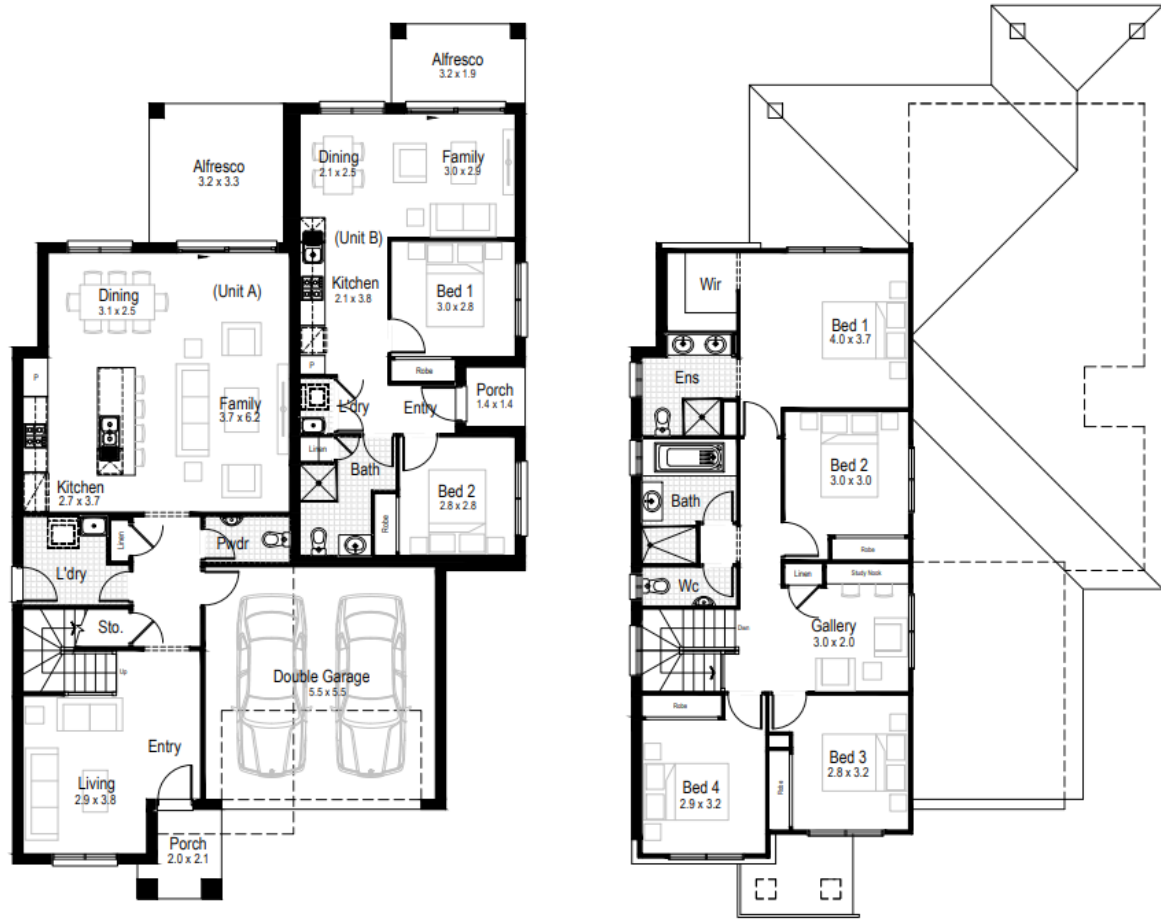 Alfresco
3.2 x 1.9
Alfresco
3.2 x 3.3
Dining
2.1 x 2.5
Family
3.0 x 2.9
(Unit B)
Kitchen
2.1 x 3.8
Bed 1
3.0 x 2.8
Robe
P
Porch
1.4 x 1.4
L'dry
Entry
Linen
Bath
Robe
Bed 2
2.8 x 2.8
Dining
3.1 x 2.5
(Unit A)
P
Family
3.7 x 6.2
Kitchen
2.7 x 3.7
Linen
Pwdr
L'dry
Sto.
Up
Double Garage
5.5 x 5.5
Entry
Living
2.9 x 3.8
Porch
2.0 x 2.1
Wir
Bed 1
4.0 x 3.7
Ens
Bed 2
3.0 x 3.0
Bath
Robe
Wc
Linen
Study Nook
Dwn
Gallery
3.0 x 2.0
Robe
Bed 3
2.8 x 3.2
Robe
Bed 4
2.9 x 3.2